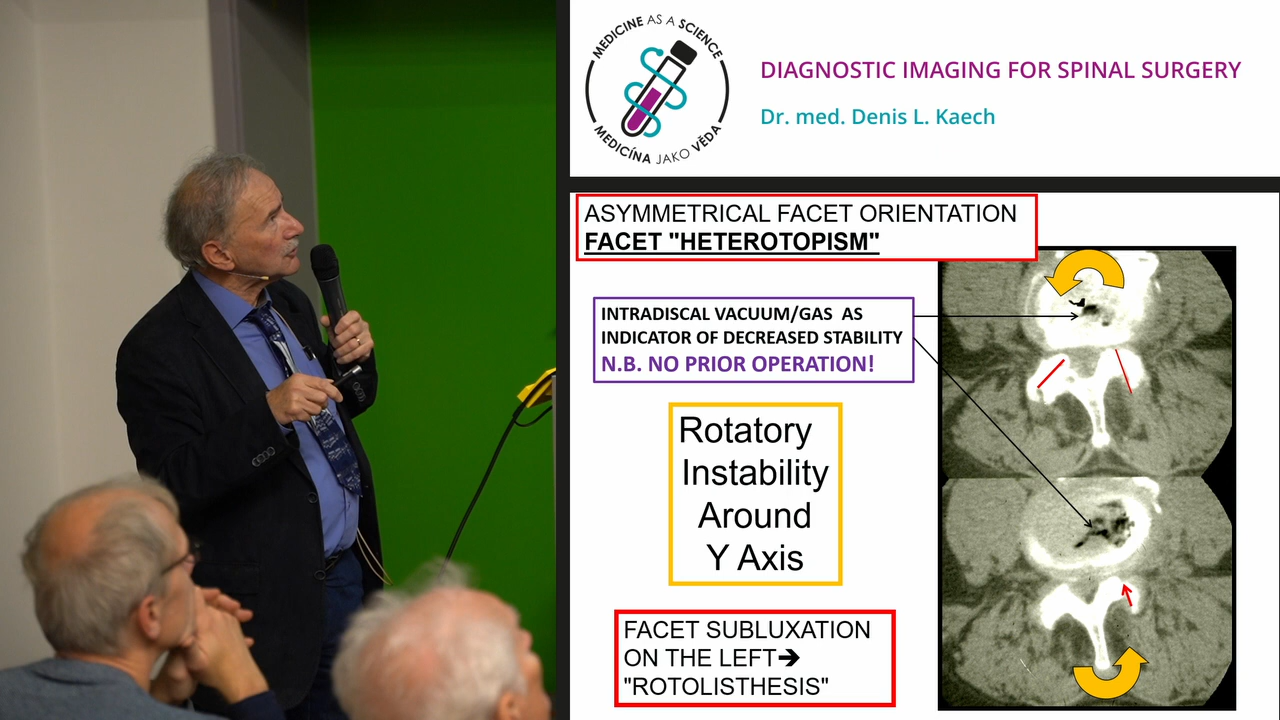 MEDICINE AS A SCIENCE
MEDICÍNA JAKO VĚDA
DIAGNOSTIC IMAGING FOR SPINAL SURGERY
Dr. med. Denis L. Kaech
ASYMMETRICAL FACET ORIENTATION
FACET "HETEROTOPISM"
INTRADISCAL VACUUM/GAS AS
INDICATOR OF DECREASED STABILITY
N.B. NO PRIOR OPERATION!
Rotatory
Instability
Around
Y Axis
FACET SUBLUXATION
ON THE LEFT➔
"ROTOLISTHESIS"